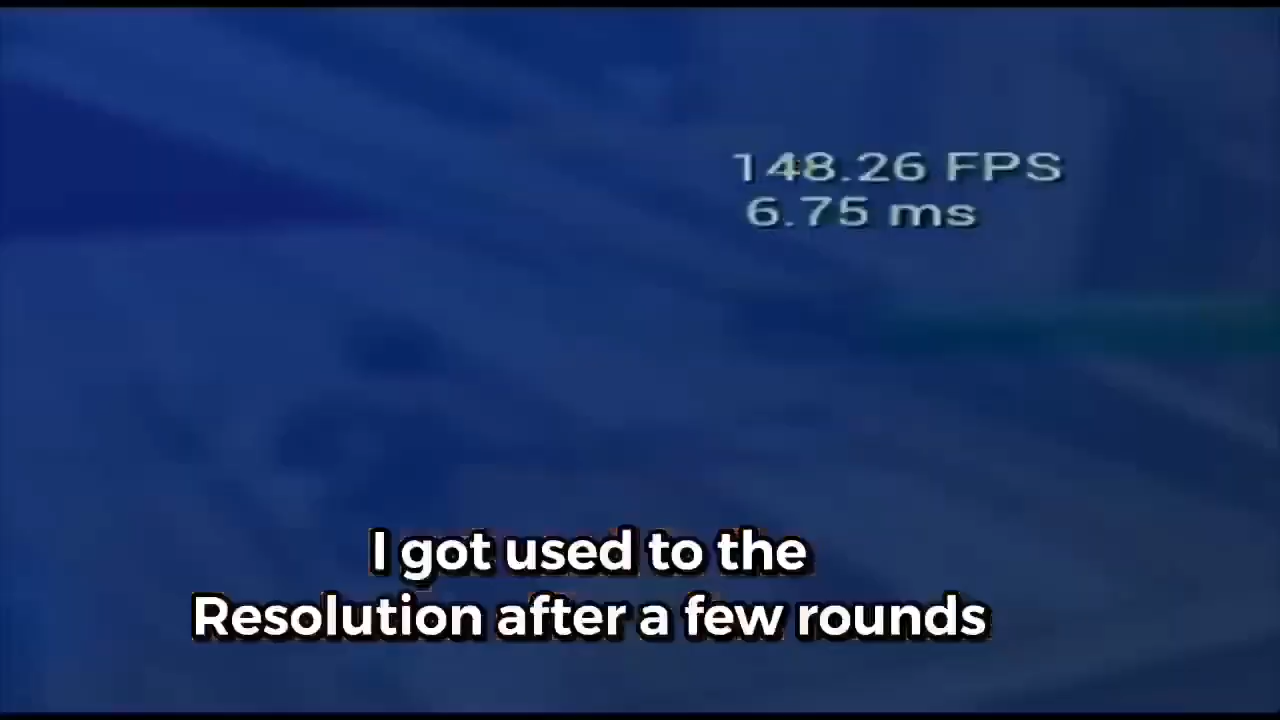 148.26 FPS
6.75 ms
I got used to the
Resolution after a few rounds